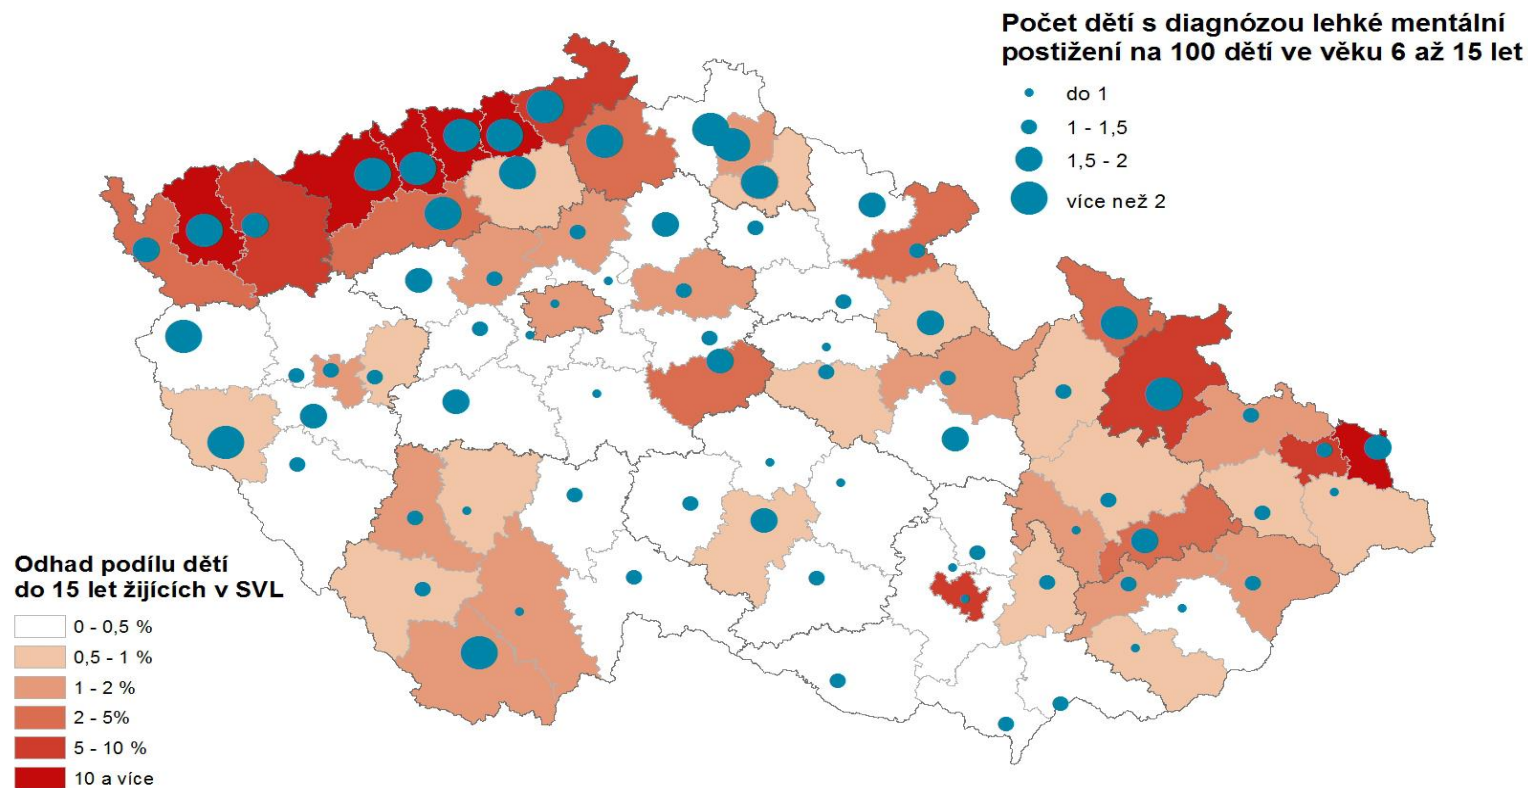 Počet dětí s diagnózou lehké mentální
postižení na 100 dětí ve věku 6 až 15 let
do 1
1 - 1,5
1,5 - 2
více než 2
Odhad podílu dětí
do 15 let žijících v SVL
0 - 0,5 %
0,5 - 1 %
1 - 2 %
2 - 5%
5 - 10 %
10 a více